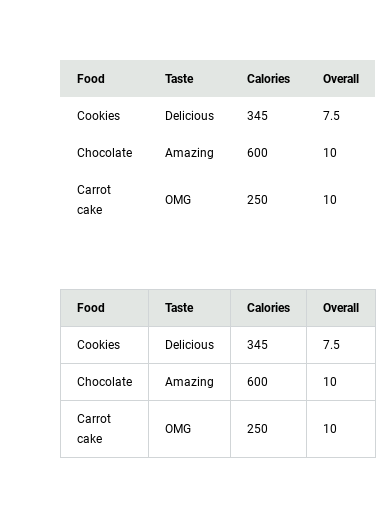 Food Taste Calories Overall
Cookies Delicious 345 7.5
Chocolate Amazing 600 10
Carrot
cake OMG 250 10
Food Taste Calories Overall
Cookies Delicious 345 7.5
Chocolate Amazing 600 10
Carrot
cake OMG 250 10